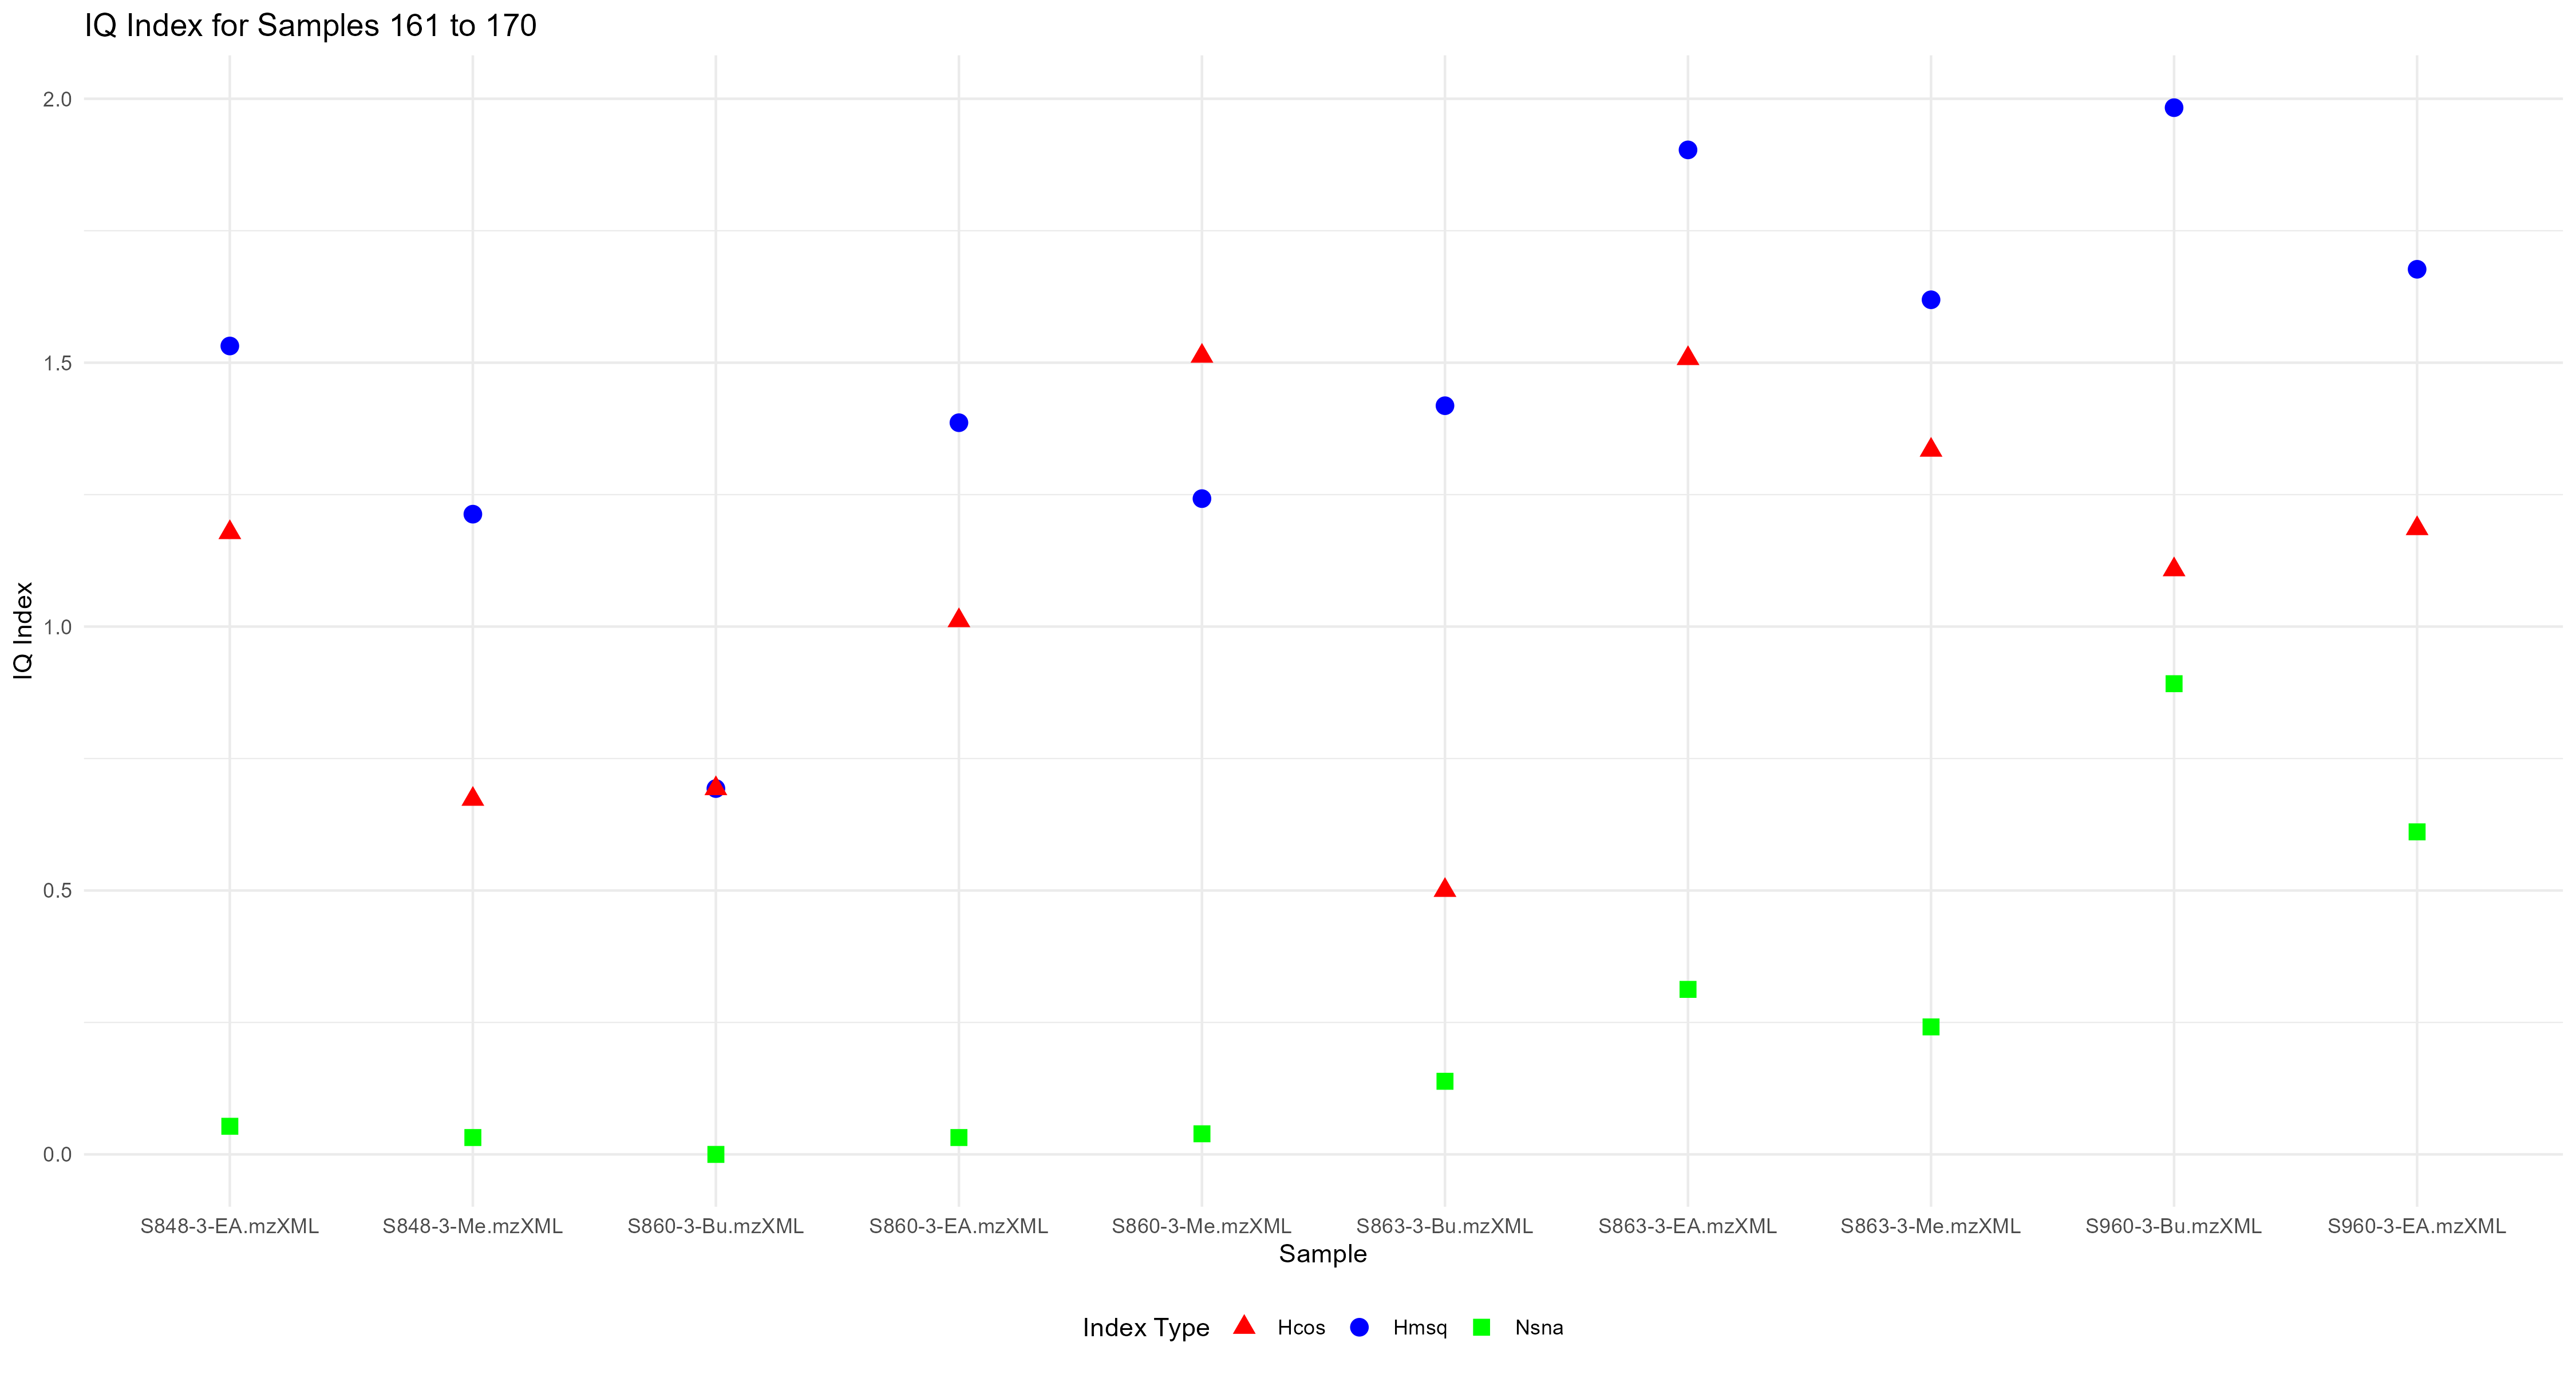 IQ Index for Samples 161 to 170
2.0
1.5
1.0
0.5
0.0
IQ Index
S848-3-EA.mzXML S848-3-Me.mzXML S860-3-Bu.mzXML S860-3-EA.mzXML S860-3-Me.mzXML S863-3-Bu.mzXML S863-3-EA.mzXML S863-3-Me.mzXML S960-3-Bu.mzXML S960-3-EA.mzXML
Sample
Index Type Hcos Hmsq Nsna